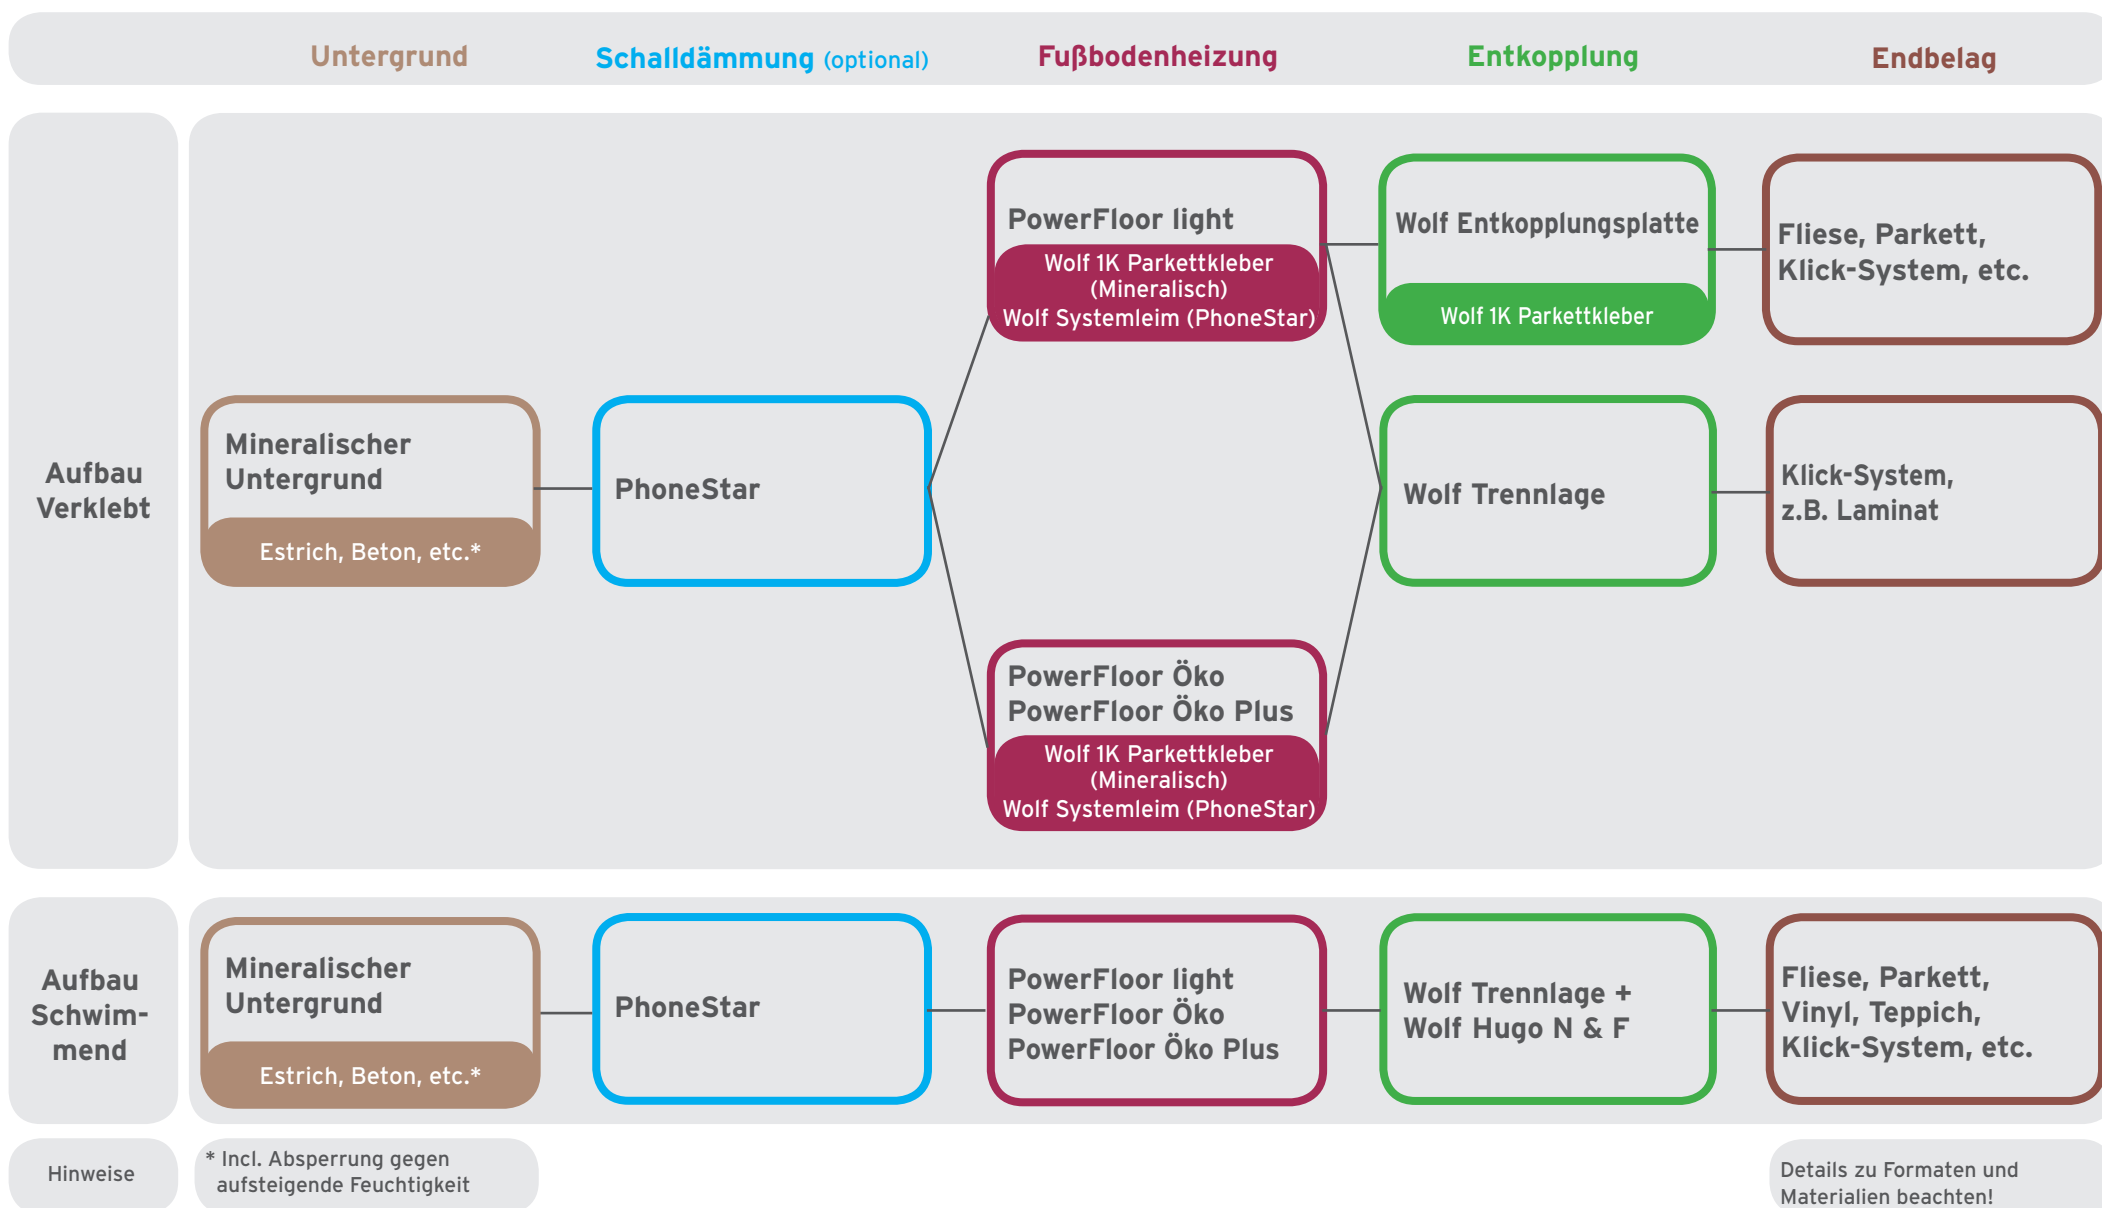 Untergrund
Schalldämmung (optional)
Fußbodenheizung
Entkopplung
Endbelag
Aufbau
Verklebt
Mineralischer
Untergrund
Estrich, Beton, etc.*
PhoneStar
PowerFloor light
Wolf 1K Parkettkleber
(Mineralisch)
Wolf Systemleim (PhoneStar)
PowerFloor Öko
PowerFloor Öko Plus
Wolf 1K Parkettkleber
(Mineralisch)
Wolf Systemleim (PhoneStar)
Wolf Entkopplungsplatte
Wolf 1K Parkettkleber
Wolf Trennlage
Fliese, Parkett,
Klick-System, etc.
Klick-System,
z.B. Laminat
Aufbau
Schwim-
mend
Mineralischer
Untergrund
Estrich, Beton, etc.*
PhoneStar
PowerFloor light
PowerFloor Öko
PowerFloor Öko Plus
Wolf Trennlage +
Wolf Hugo N & F
Fliese, Parkett,
Vinyl, Teppich,
Klick-System, etc.
Hinweise
* Incl. Absperrung gegen
aufsteigende Feuchtigkeit
Details zu Formaten und
Materialien beachten!